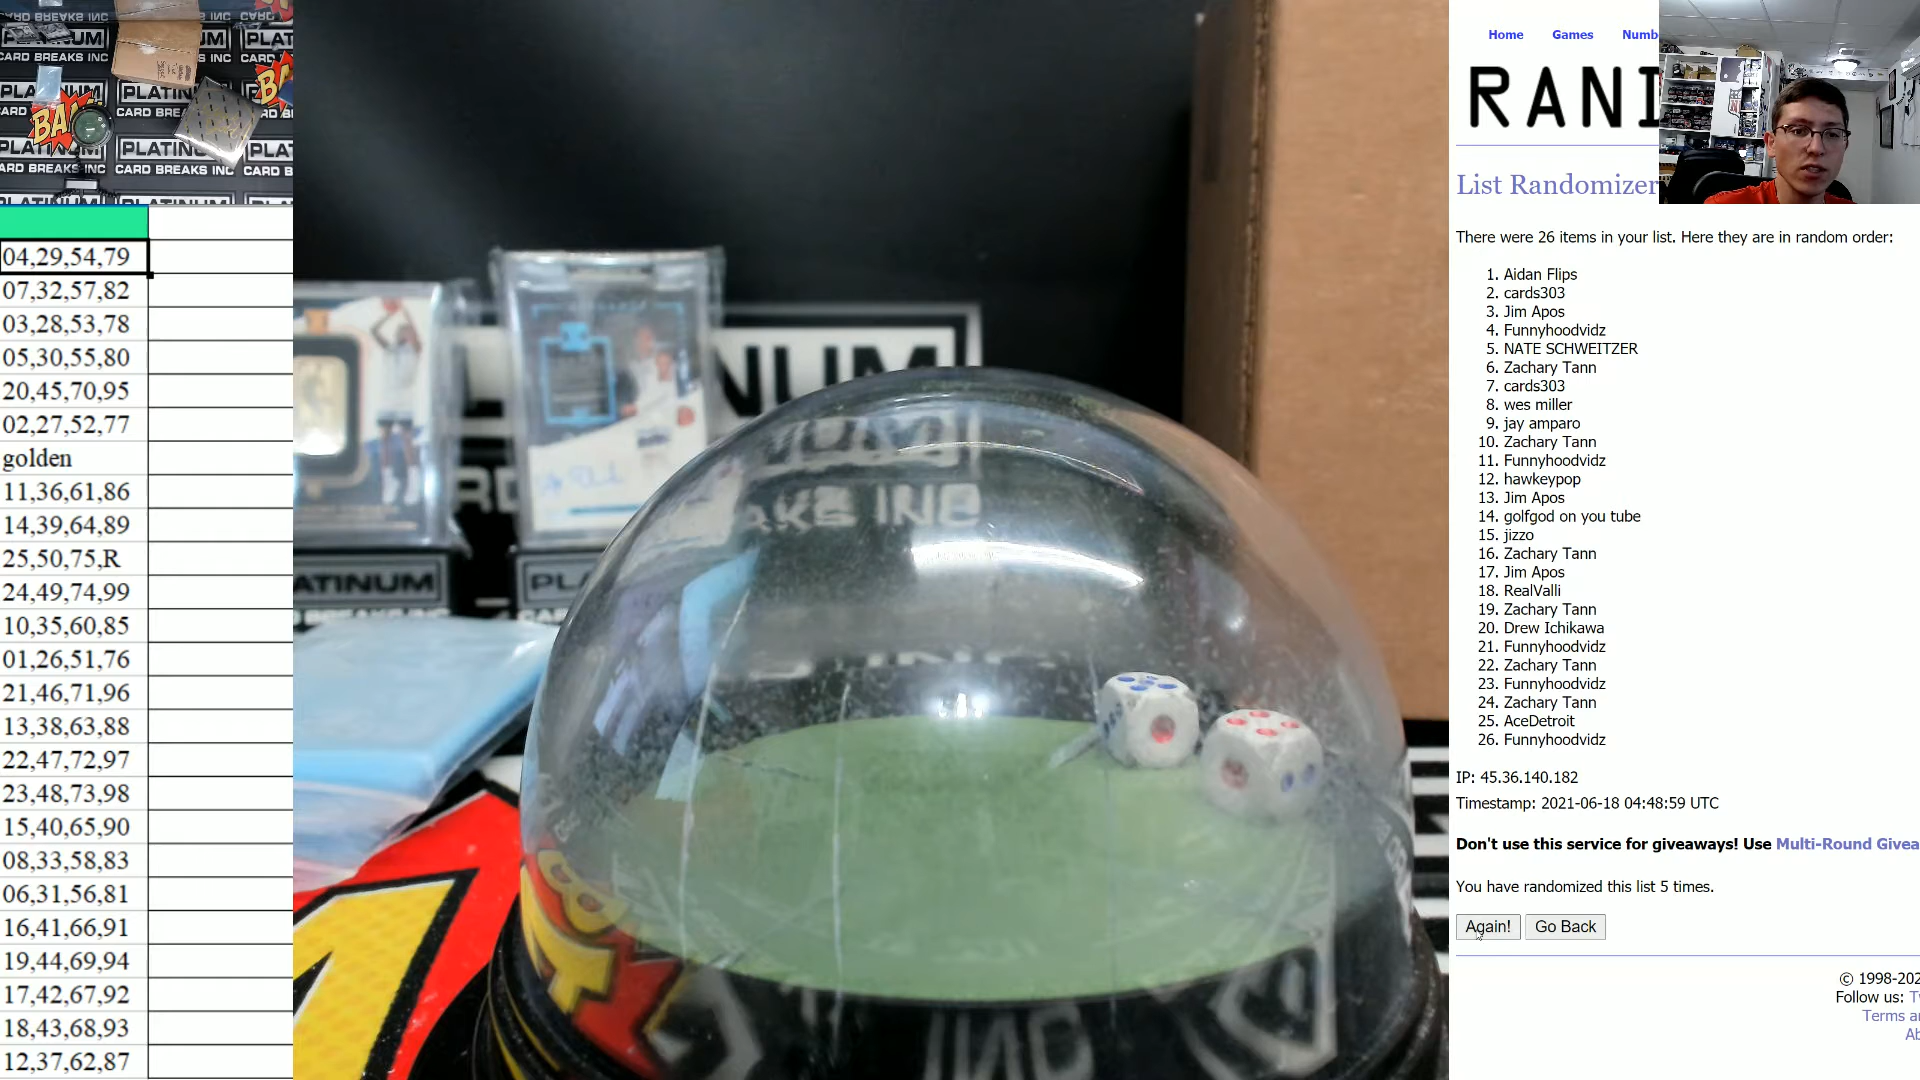 PLATINUM
CARD BREAKS INC
04,29,54,79
07,32,57,82
03,28,53,78
05,30,55,80
20,45,70,95
02,27,52,77
golden
11,36,61,86
14,39,64,89
25,50,75,R
24,49,74,99
10,35,60,85
01,26,51,76
21,46,71,96
13,38,63,88
22,47,72,97
23,48,73,98
15,40,65,90
08,33,58,83
06,31,56,81
16,41,66,91
19,44,69,94
17,42,67,92
18,43,68,93
12,37,62,87
NUM
AKS INC
ATINUM
PLA
INC
Home Games Numb
RAN
List Randomizer
There were 26 items in your list. Here they are in random order:
1. Aidan Flips
2. cards303
3. Jim Apos
4. Funnyhoodvidz
5. NATE SCHWEITZER
6. Zachary Tann
7. cards303
8. wes miller
9. jay amparo
10. Zachary Tann
11. Funnyhoodvidz
12. hawkeypop
13. Jim Apos
14. golfgod on you tube
15. jizzo
16. Zachary Tann
17. Jim Apos
18. RealValli
19. Zachary Tann
20. Drew Ichikawa
21. Funnyhoodvidz
22. Zachary Tann
23. Funnyhoodvidz
24. Zachary Tann
25. AceDetroit
26. Funnyhoodvidz
IP: 45.36.140.182
Timestamp: 2021-06-18 04:48:59 UTC
Don't use this service for giveaways! Use Multi-Round Givea
You have randomized this list 5 times.
Again! Go Back
© 1998-202
Follow us: T
Terms a
Ab